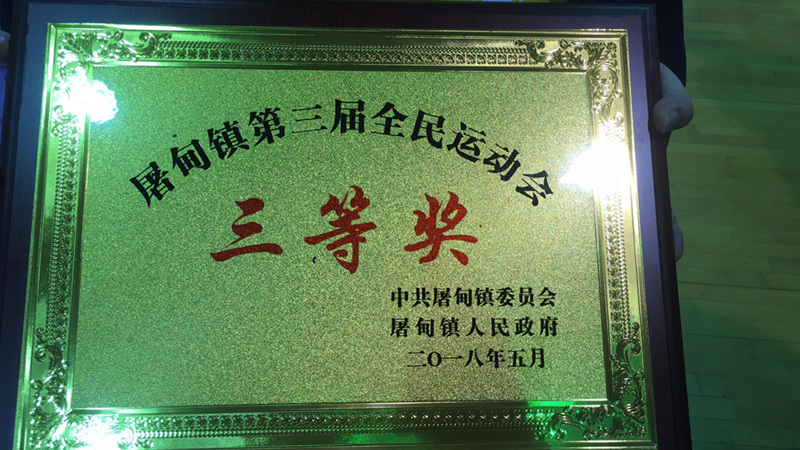 屠甸镇第三届全民运动会
三等奖
中共屠甸镇委员会
屠甸镇人民政府
二〇一八年五月